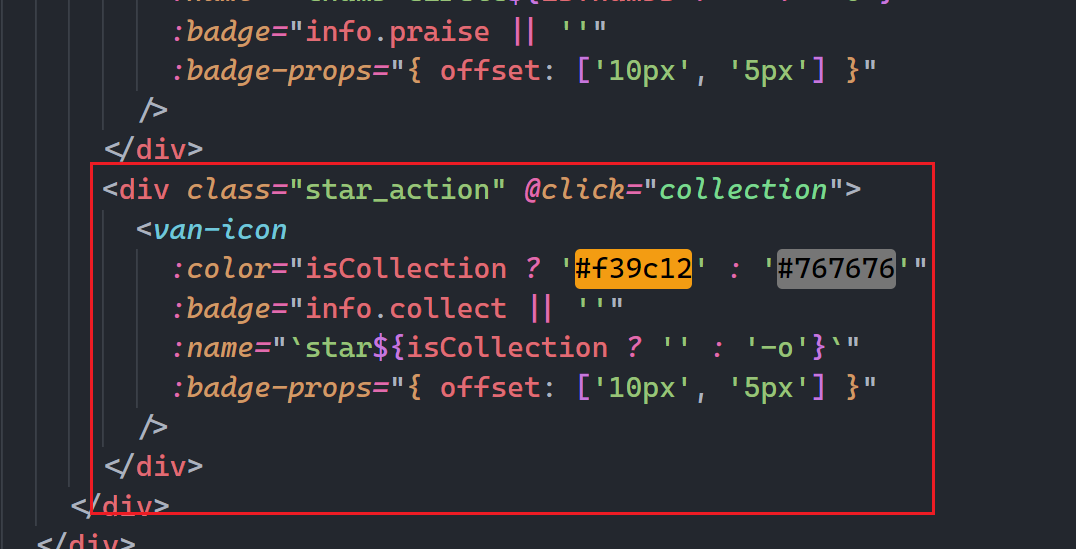 :badge="info.praise || ''"
:badge-props="{ offset: ['10px', '5px'] }"
/>
</div>
<div class="star_action" @click="collection">
<van-icon
:color="isCollection ? '#f39c12' : '#767676'"
:badge="info.collect || ''"
:name="`star${isCollection ? '' : '-o'}`"
:badge-props="{ offset: ['10px', '5px'] }"
/>
</div>
</div>
</div>